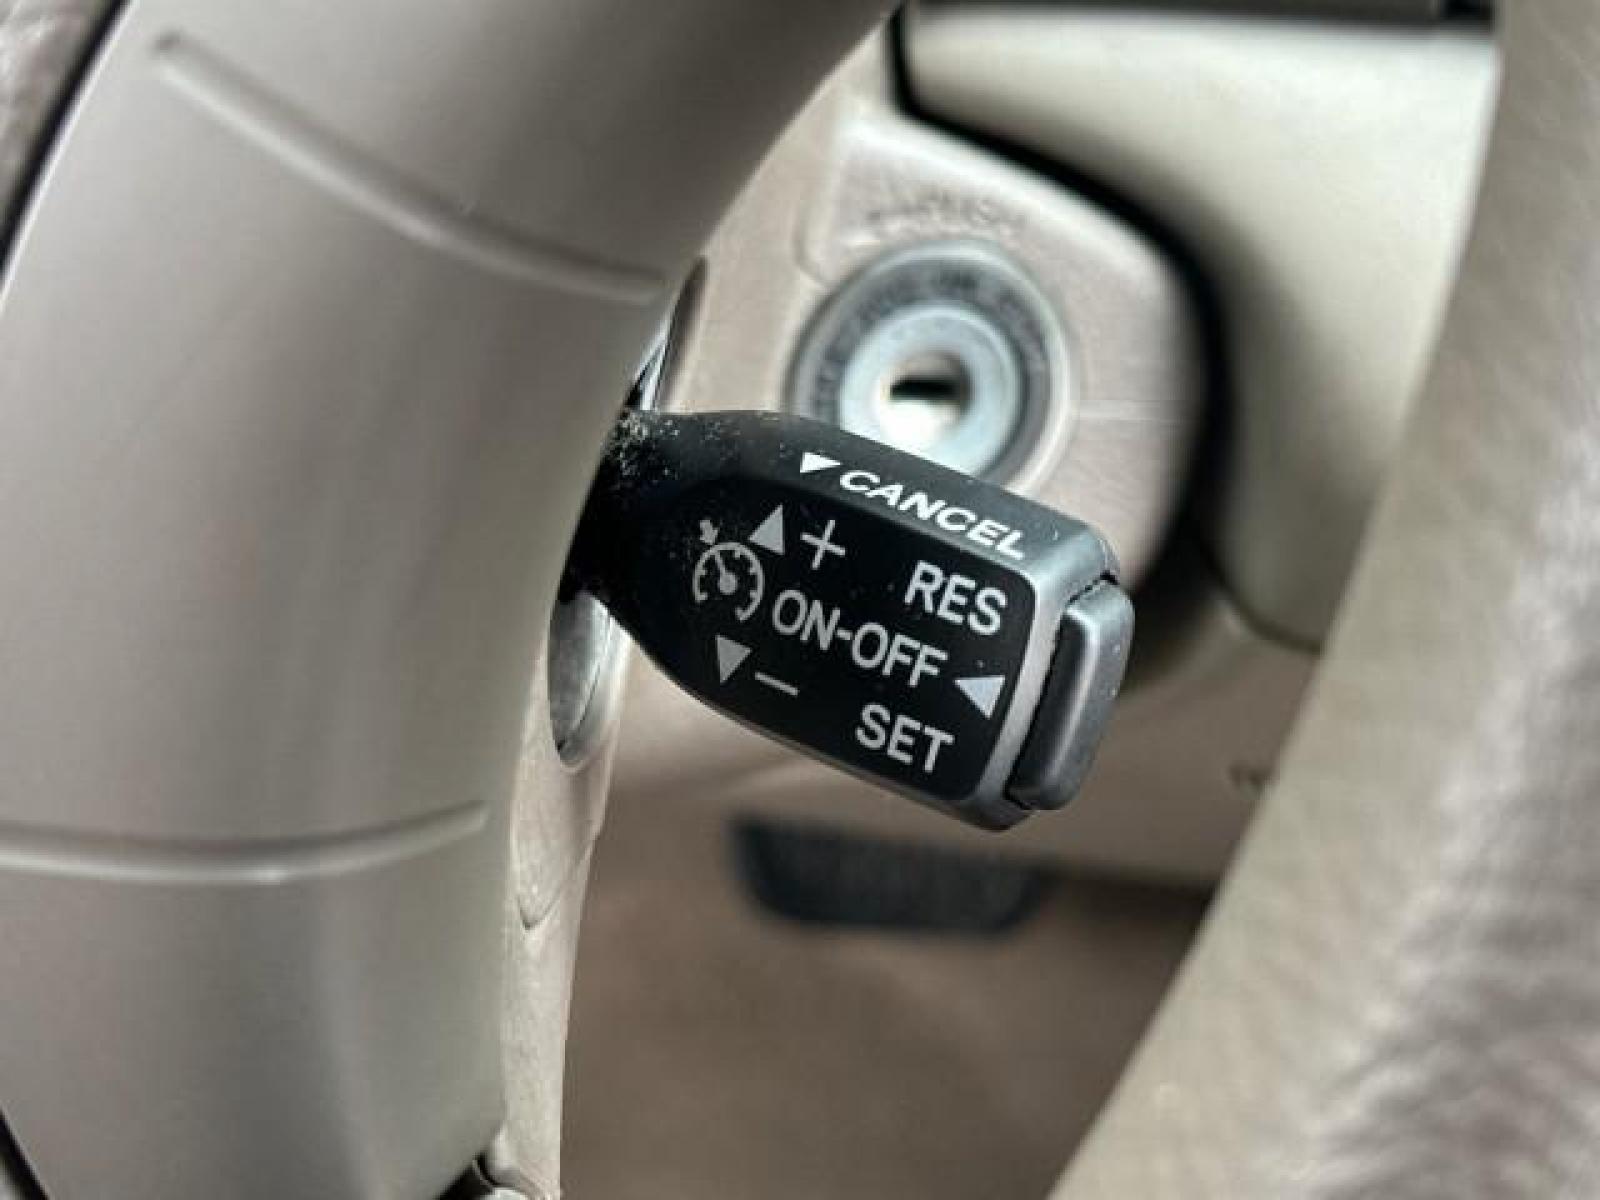 CANCEL
+ RES
ON-OFF
− SET